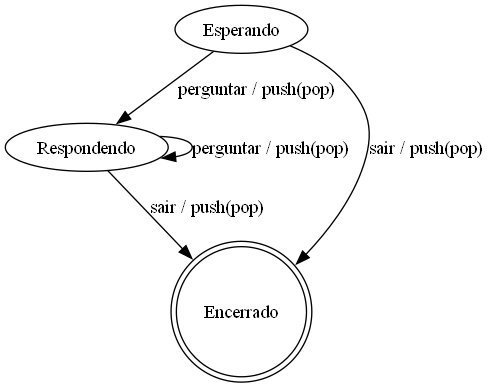 Esperando
perguntar / push(pop)
Respondendo
perguntar / push(pop)
sair / push(pop)
sair / push(pop)
Encerrado